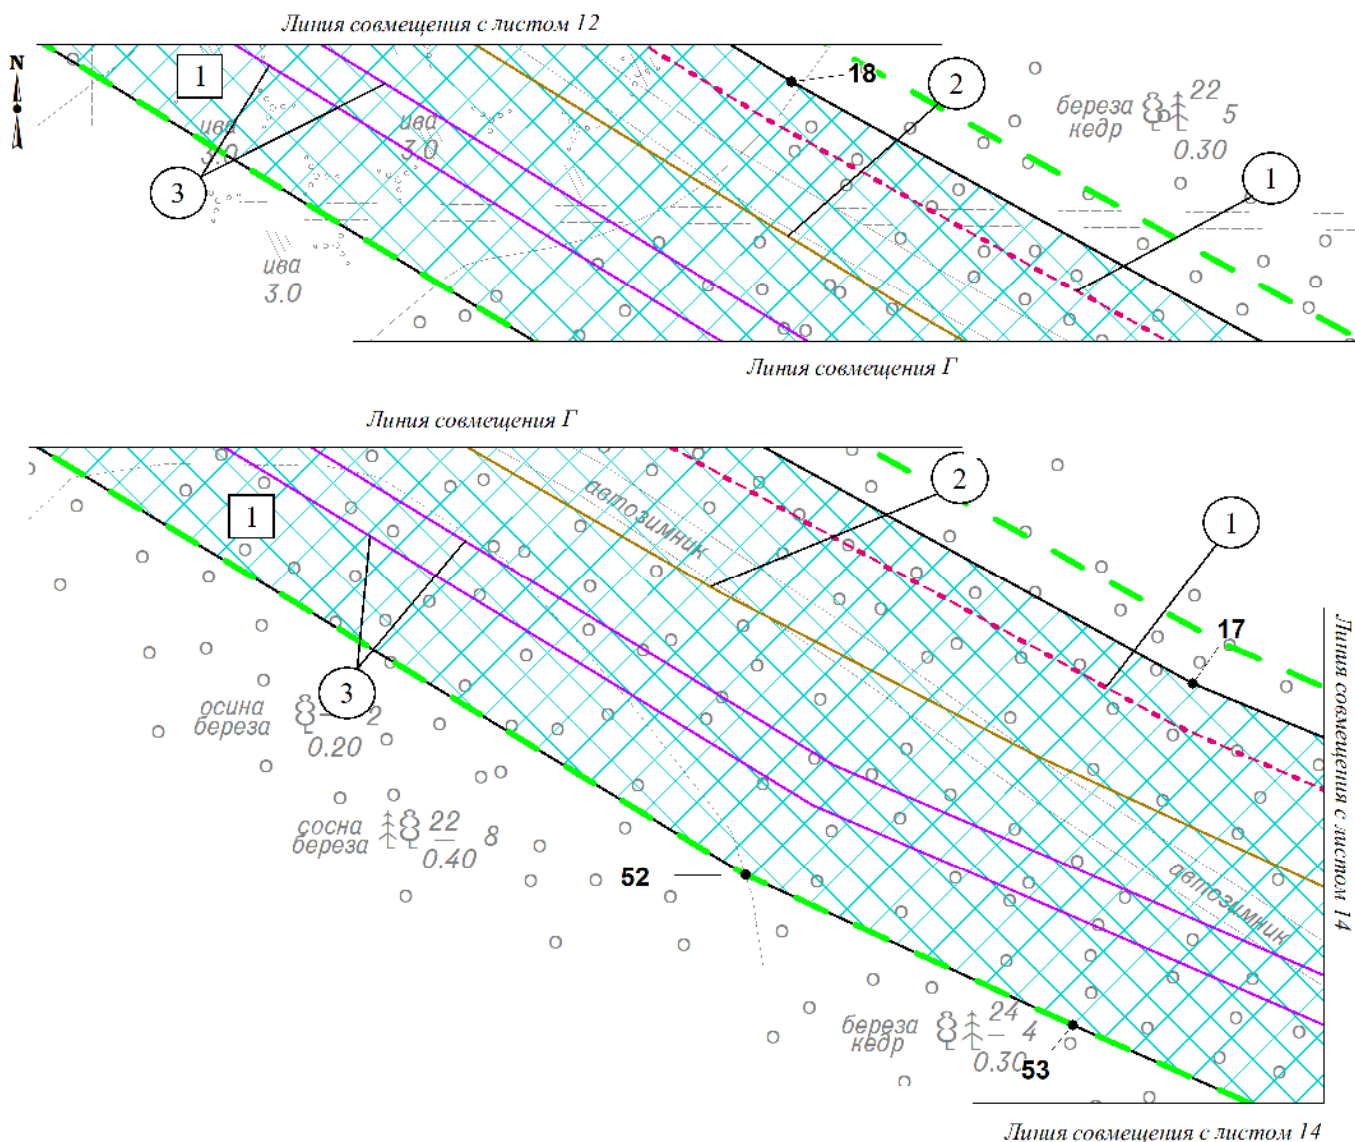 Линия совмещения с листом 12
N
1
18
2
береза
кедр
22
5
0.30
ива
3.0
ива
3.0
3
1
ива
3.0
Линия совмещения Г
Линия совмещения Г
2
1
автозимник
1
17
Линия совмещения с листом 14
3
осина
береза
2
0.20
сосна
береза
22
0.40
8
52
автозимник
береза
кедр
24
4
0.30
53
Линия совмещения с листом 14